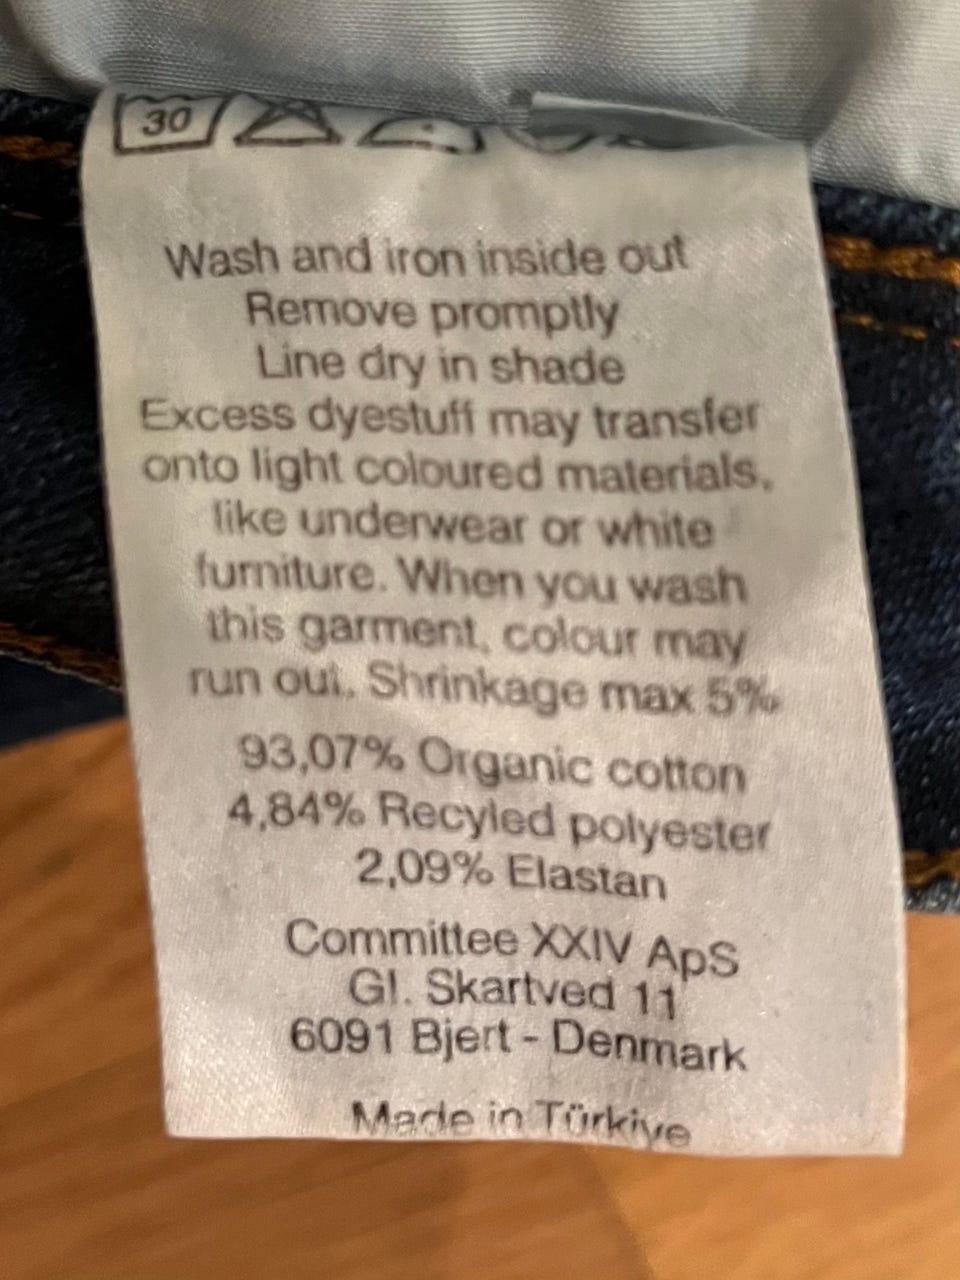 30
Wash and iron inside out
Remove promptly
Line dry in shade
Excess dyestuff may transfer
onto light coloured materials,
like underwear or white
furniture. When you wash
this garment, colour may
run out. Shrinkage max 5%
93,07% Organic cotton
4,84% Recyled polyester
2,09% Elastan
Committee XXIV ApS
Gl. Skartved 11
6091 Bjert - Denmark
Made in Türkiye